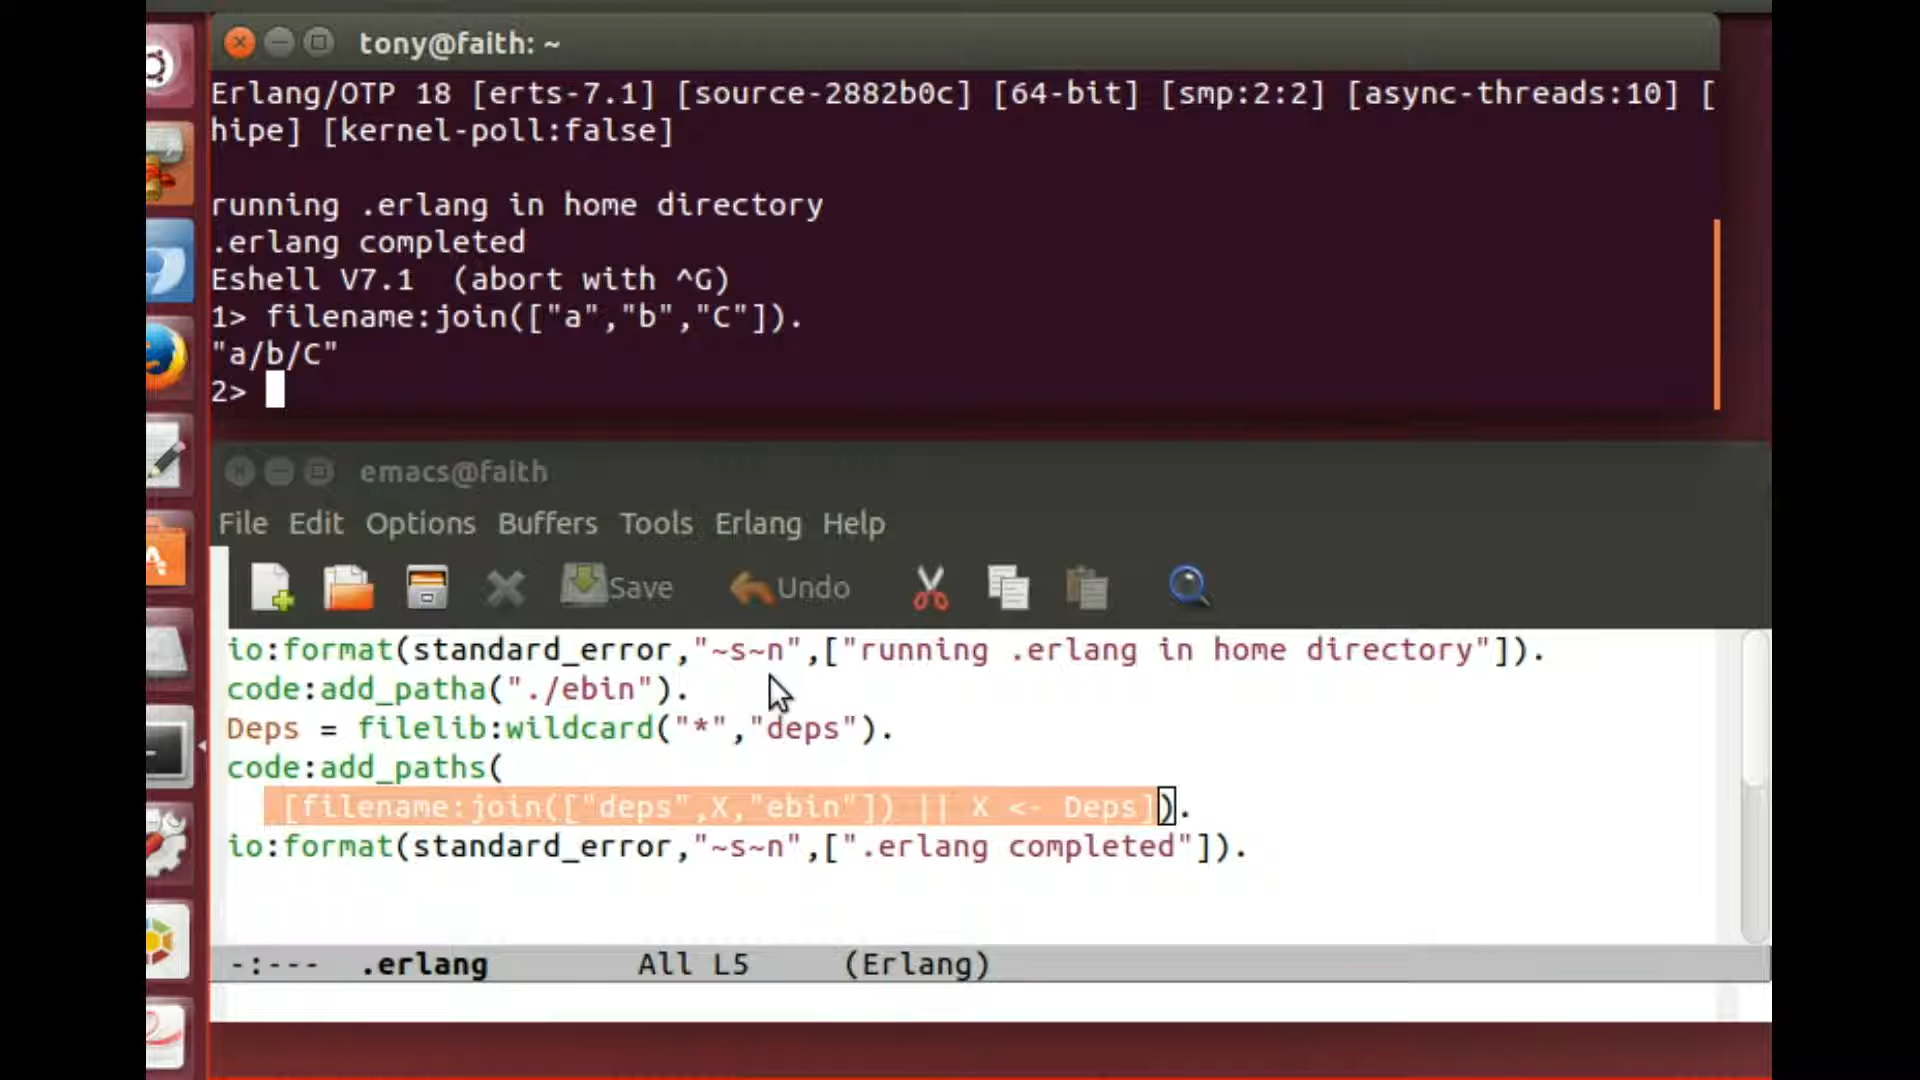 tony@faith: ~
Erlang/OTP 18 [erts-7.1] [source-2882b0c] [64-bit] [smp:2:2] [async-threads:10] [
hipe] [kernel-poll:false]
running .erlang in home directory
.erlang completed
Eshell V7.1  (abort with ^G)
1> filename:join(["a","b","C"]).
"a/b/C"
2>
emacs@faith
File Edit Options Buffers Tools Erlang Help
Save Undo
io:format(standard_error,"~s~n",["running .erlang in home directory"]).
code:add_patha("./ebin").
Deps = filelib:wildcard("*","deps").
code:add_paths(
[filename:join(["deps",X,"ebin"]) || X <- Deps]).
io:format(standard_error,"~s~n",[".erlang completed"]).
-:--- .erlang All L5 (Erlang)